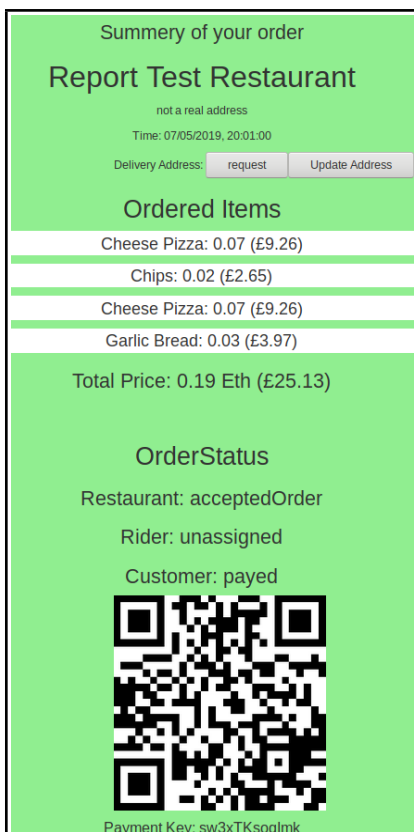 Summery of your order
Report Test Restaurant
not a real address
Time: 07/05/2019, 20:01:00
Delivery Address: request Update Address
Ordered Items
Cheese Pizza: 0.07 (£9.26)
Chips: 0.02 (£2.65)
Cheese Pizza: 0.07 (£9.26)
Garlic Bread: 0.03 (£3.97)
Total Price: 0.19 Eth (£25.13)
OrderStatus
Restaurant: acceptedOrder
Rider: unassigned
Customer: payed
Payment Key: